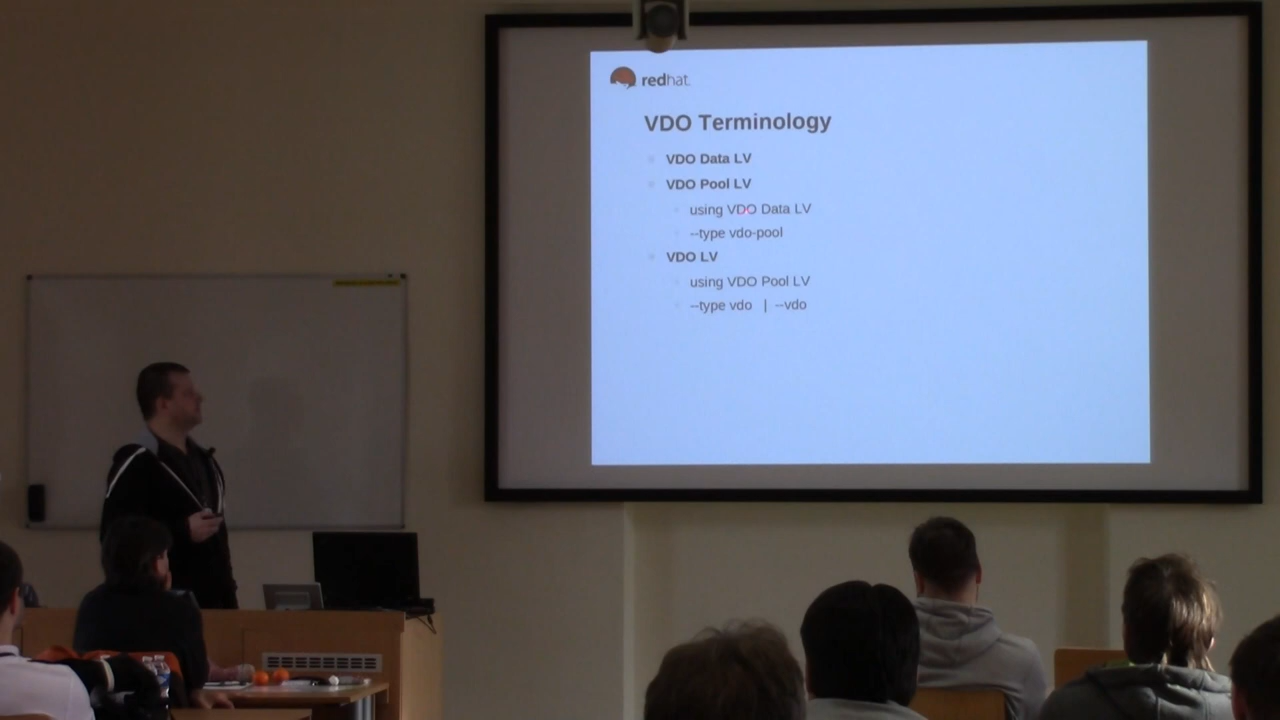 redhat.
VDO Terminology
VDO Data LV
VDO Pool LV
using VDO Data LV
--type vdo-pool
VDO LV
using VDO Pool LV
--type vdo | --vdo